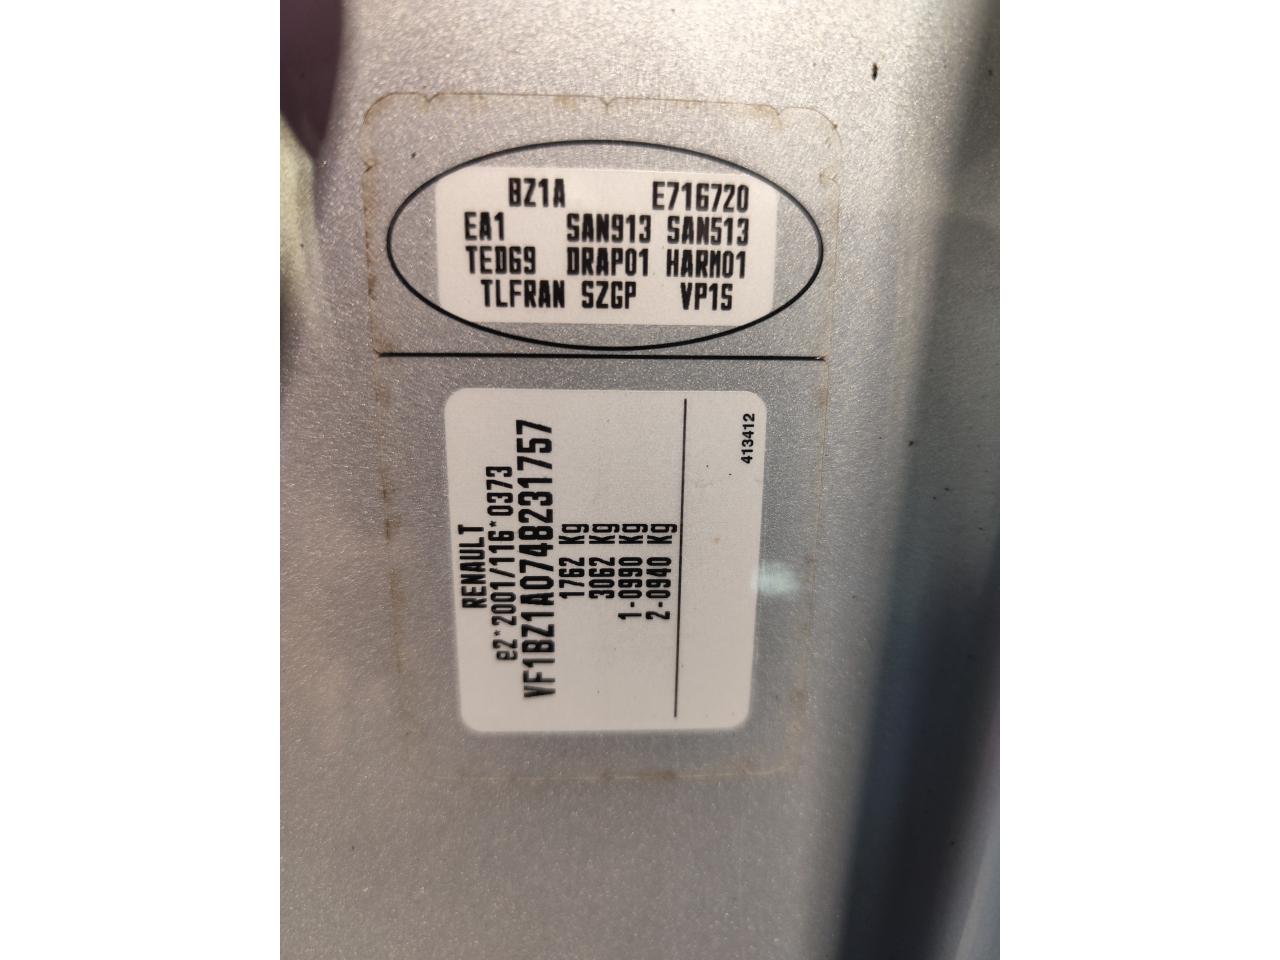 BZ1A E716720
EA1 SAN913 SAN513
TED69 DRAP01 HARM01
TLFRAN SZGP VP1S
RENAULT
e2*2001/116*0373
VF1BZ1A0748231757
1762 Kg
3062 Kg
1-0990 Kg
2-0940 Kg
413412